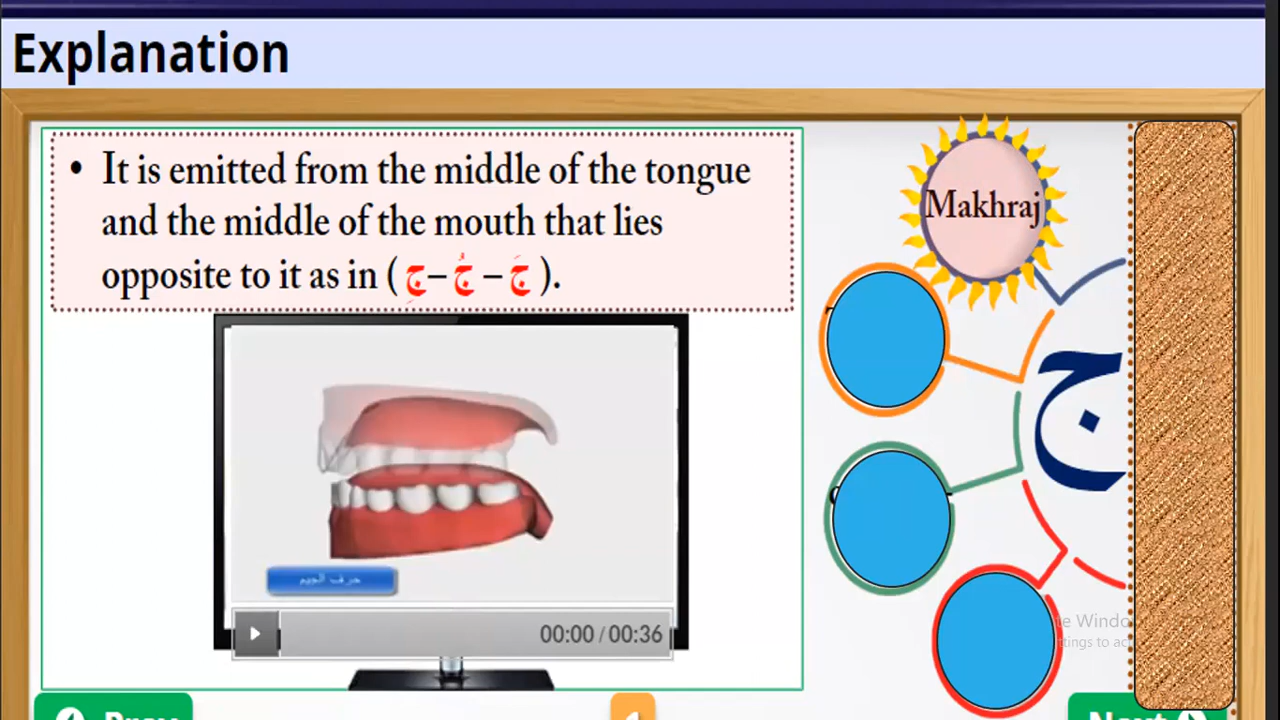 Explanation
• It is emitted from the middle of the tongue
and the middle of the mouth that lies
opposite to it as in ( جَ – جُ – جِ ).
Makhraj
ج
حرف الجيم
00:00 / 00:36